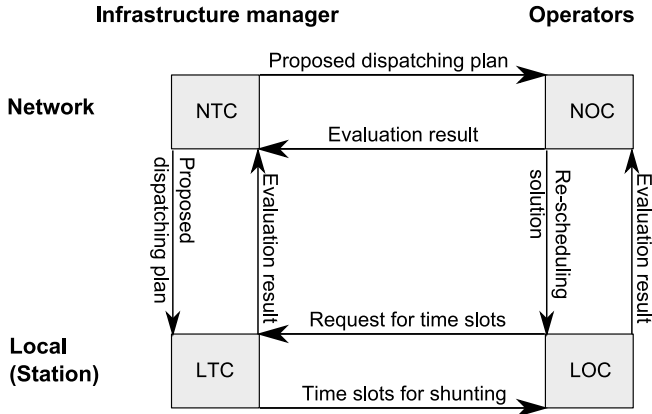 Infrastructure manager
Operators
Proposed dispatching plan
Network
NTC
NOC
Evaluation result
Proposed
dispatching plan
Evaluation result
Re-scheduling
solution
Evaluation result
Request for time slots
Local
(Station)
LTC
LOC
Time slots for shunting